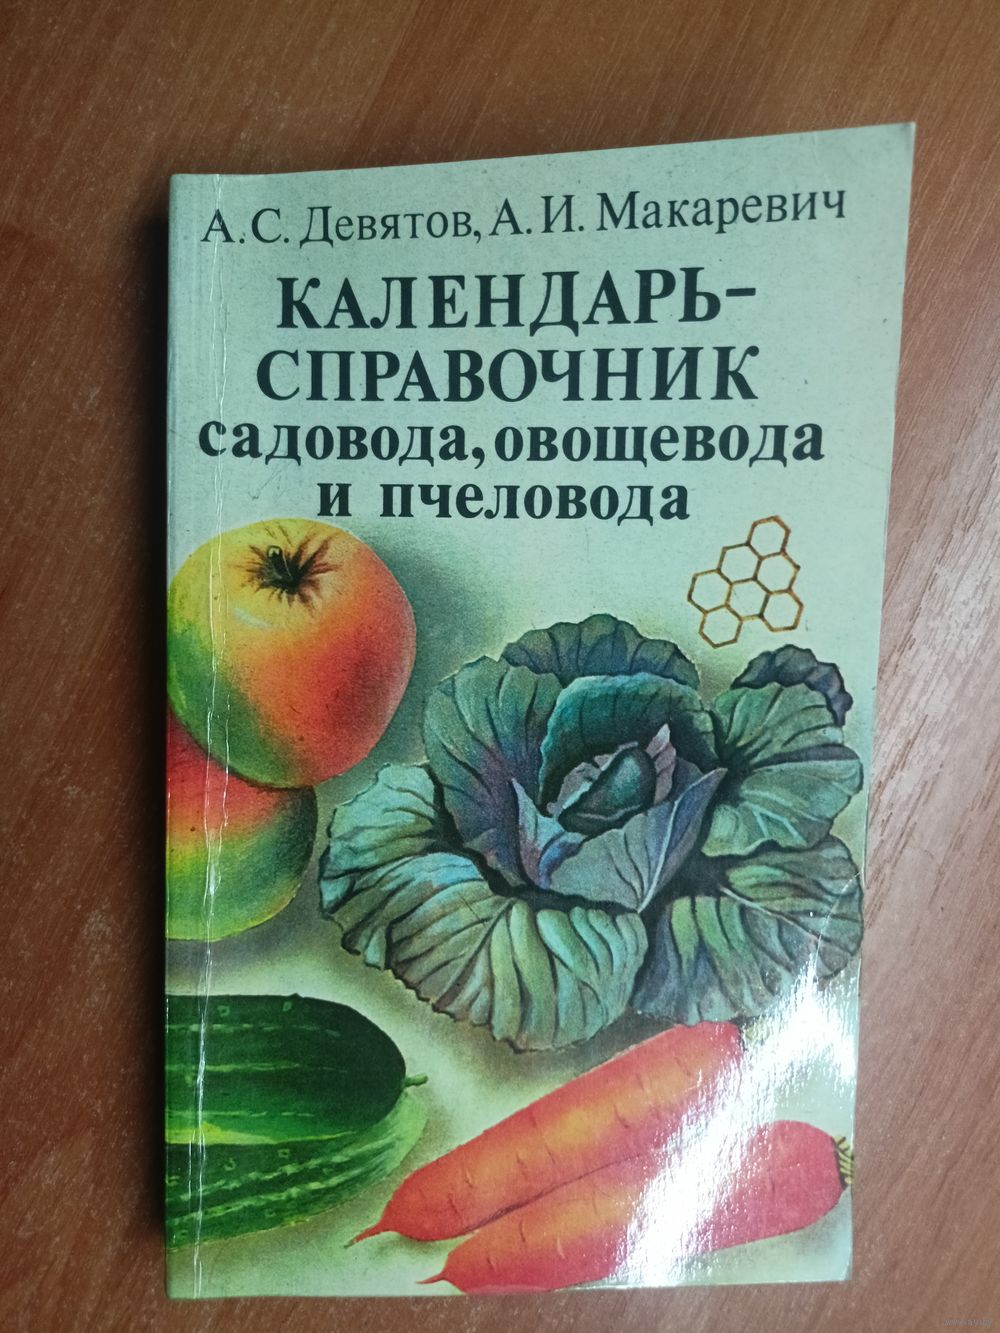 А. С. Девятов, А. И. Макаревич
КАЛЕНДАРЬ-
СПРАВОЧНИК
садовода, овощевода
и пчеловода